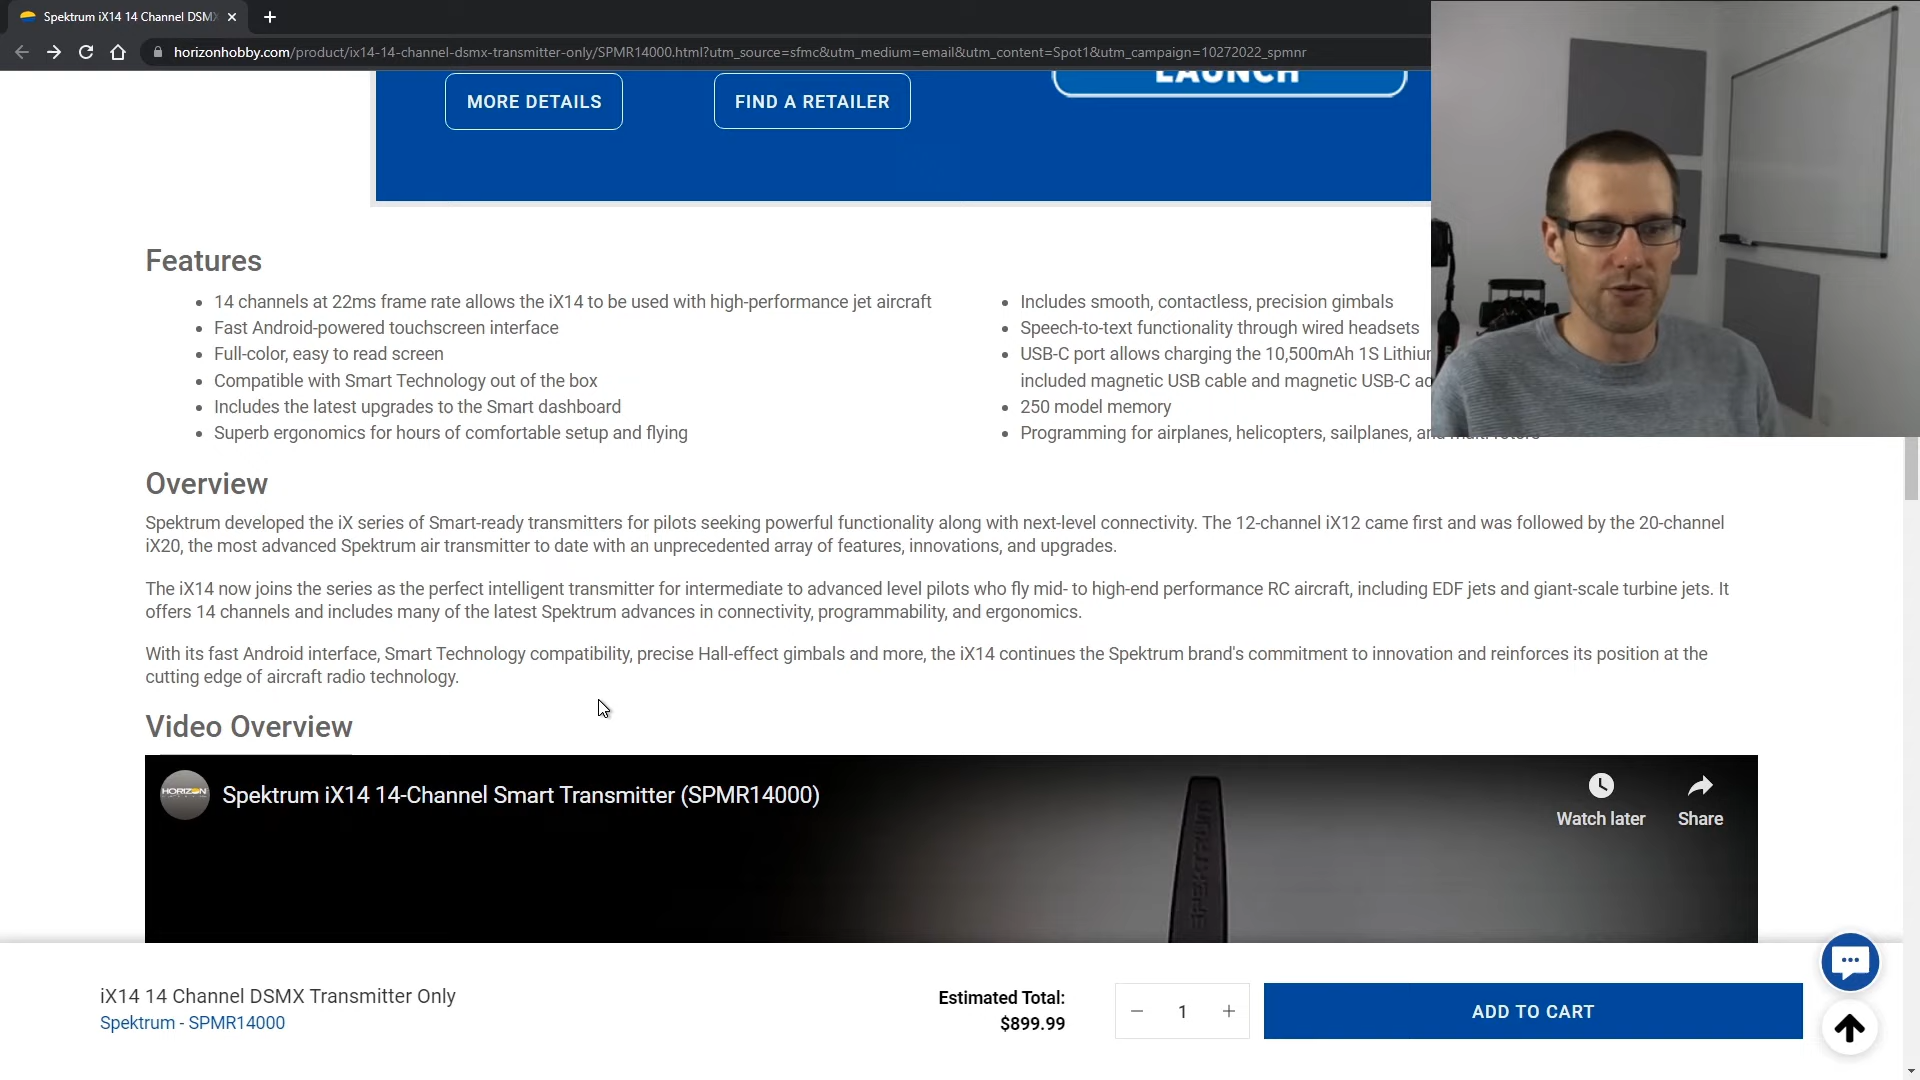 Spektrum iX14 14 Channel DSMX
horizonhobby.com/product/ix14-14-channel-dsmx-transmitter-only/SPMR14000.html?utm_source=sfmc&utm_medium=email&utm_content=Spot1&utm_campaign=10272022_spmnr
LAUNCH
MORE DETAILS
FIND A RETAILER
Features
14 channels at 22ms frame rate allows the iX14 to be used with high-performance jet aircraft
Fast Android-powered touchscreen interface
Full-color, easy to read screen
Compatible with Smart Technology out of the box
Includes the latest upgrades to the Smart dashboard
Superb ergonomics for hours of comfortable setup and flying
Includes smooth, contactless, precision gimbals
Speech-to-text functionality through wired headsets
USB-C port allows charging the 10,500mAh 1S
included magnetic USB cable and magnetic USB-C
250 model memory
Programming for airplanes, helicopters, sailplanes,
Overview
Spektrum developed the iX series of Smart-ready transmitters for pilots seeking powerful functionality along with next-level connectivity. The 12-channel iX12 came first and was followed by the 20-channel
iX20, the most advanced Spektrum air transmitter to date with an unprecedented array of features, innovations, and upgrades.
The iX14 now joins the series as the perfect intelligent transmitter for intermediate to advanced level pilots who fly mid- to high-end performance RC aircraft, including EDF jets and giant-scale turbine jets. It
offers 14 channels and includes many of the latest Spektrum advances in connectivity, programmability, and ergonomics.
With its fast Android interface, Smart Technology compatibility, precise Hall-effect gimbals and more, the iX14 continues the Spektrum brand's commitment to innovation and reinforces its position at the
cutting edge of aircraft radio technology.
Video Overview
HORIZON
Spektrum iX14 14-Channel Smart Transmitter (SPMR14000)
Watch later
Share
SPEKTRUM
iX14 14 Channel DSMX Transmitter Only
Spektrum - SPMR14000
Estimated Total:
$899.99
1
ADD TO CART